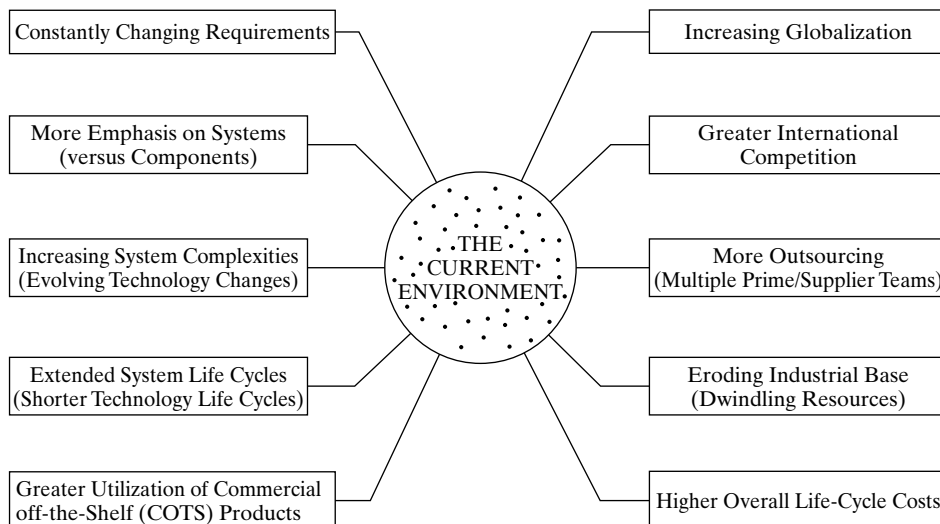 Constantly Changing Requirements
More Emphasis on Systems
(versus Components)
Increasing System Complexities
(Evolving Technology Changes)
Extended System Life Cycles
(Shorter Technology Life Cycles)
Greater Utilization of Commercial
off-the-Shelf (COTS) Products
THE
CURRENT
ENVIRONMENT
Increasing Globalization
Greater International
Competition
More Outsourcing
(Multiple Prime/Supplier Teams)
Eroding Industrial Base
(Dwindling Resources)
Higher Overall Life-Cycle Costs